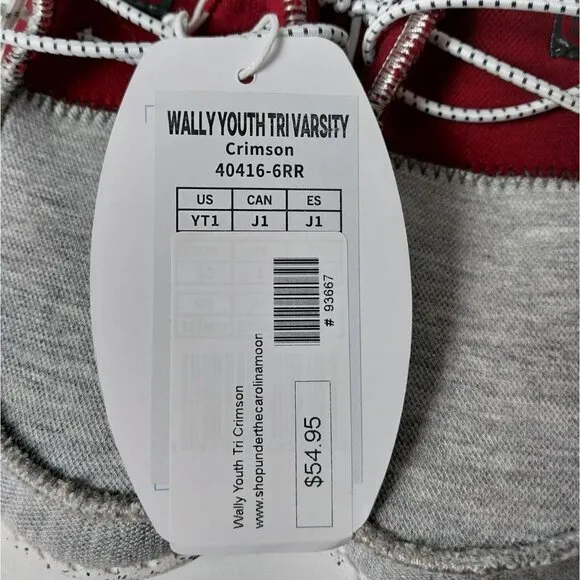 WALLY YOUTH TRI VARSITY
Crimson
40416-6RR
US CAN ES
YT1 J1 J1
# 93667
Wally Youth Tri Crimson
www.shopunderthecarolinamoon
$54.95